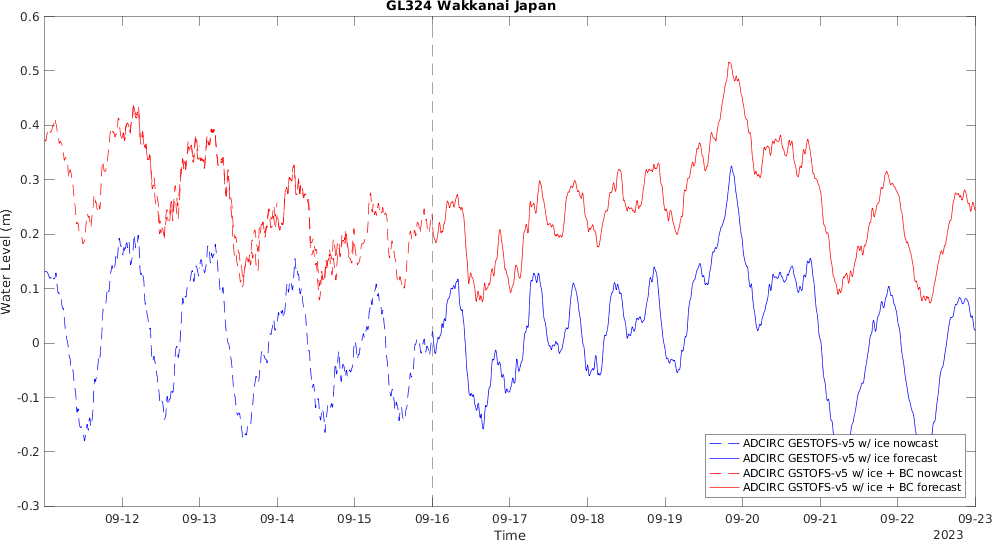 GL324 Wakkanai Japan
0.6
0.5
0.4
0.3
0.2
0.1
0
-0.1
-0.2
-0.3
Water Level (m)
ADCIRC GESTOFS-v5 w/ ice nowcast
ADCIRC GESTOFS-v5 w/ ice forecast
ADCIRC GSTOFS-v5 w/ ice + BC nowcast
ADCIRC GSTOFS-v5 w/ ice + BC forecast
09-12 09-13 09-14 09-15 09-16 09-17 09-18 09-19 09-20 09-21 09-22 09-23
Time
2023